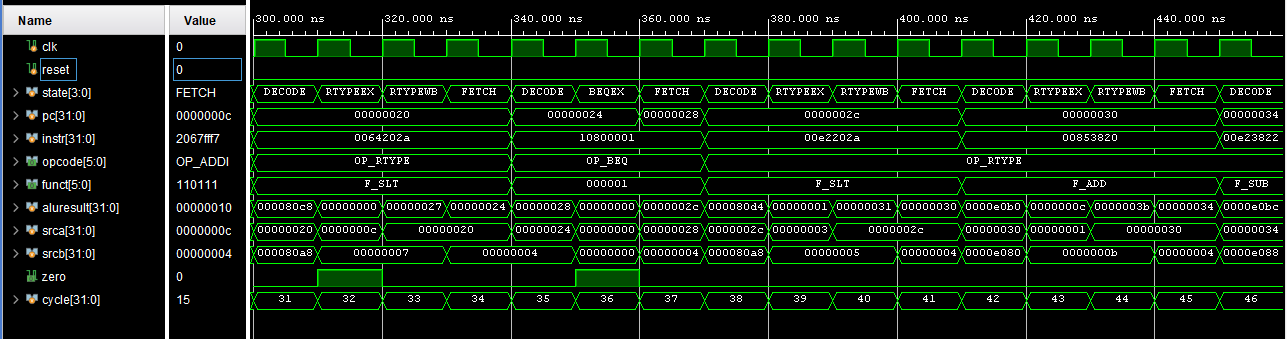 Name Value 300.000 ns 320.000 ns 340.000 ns 360.000 ns 380.000 ns 400.000 ns 420.000 ns 440.000 ns
clk 0
reset 0
state[3:0] FETCH DECODE RTYPEEX RTYPEWB FETCH DECODE BEQEX FETCH DECODE RTYPEEX RTYPEWB FETCH DECODE RTYPEEX RTYPEWB FETCH DECODE
pc[31:0] 0000000c 00000020 00000024 00000028 0000002c 00000030 00000034
instr[31:0] 2067fff7 0064202a 10800001 00e2202a 00853820 00e23822
opcode[5:0] OP_ADDI OP_RTYPE OP_BEQ OP_RTYPE
funct[5:0] 110111 F_SLT 000001 F_SLT F_ADD F_SUB
aluresult[31:0] 00000010 000080c8 00000000 00000027 00000024 00000028 00000000 0000002c 000080d4 00000001 00000031 00000030 0000e0b0 0000000c 0000003b 00000034 0000e0bc
srca[31:0] 0000000c 00000020 0000000c 00000020 00000024 00000000 00000028 0000002c 00000003 0000002c 00000030 00000001 00000030 00000034
srcb[31:0] 00000004 000080a8 00000007 00000004 00000004 00000000 00000004 000080a8 00000005 00000004 0000e080 0000000b 00000004 0000e088
zero 0
cycle[31:0] 15 31 32 33 34 35 36 37 38 39 40 41 42 43 44 45 46